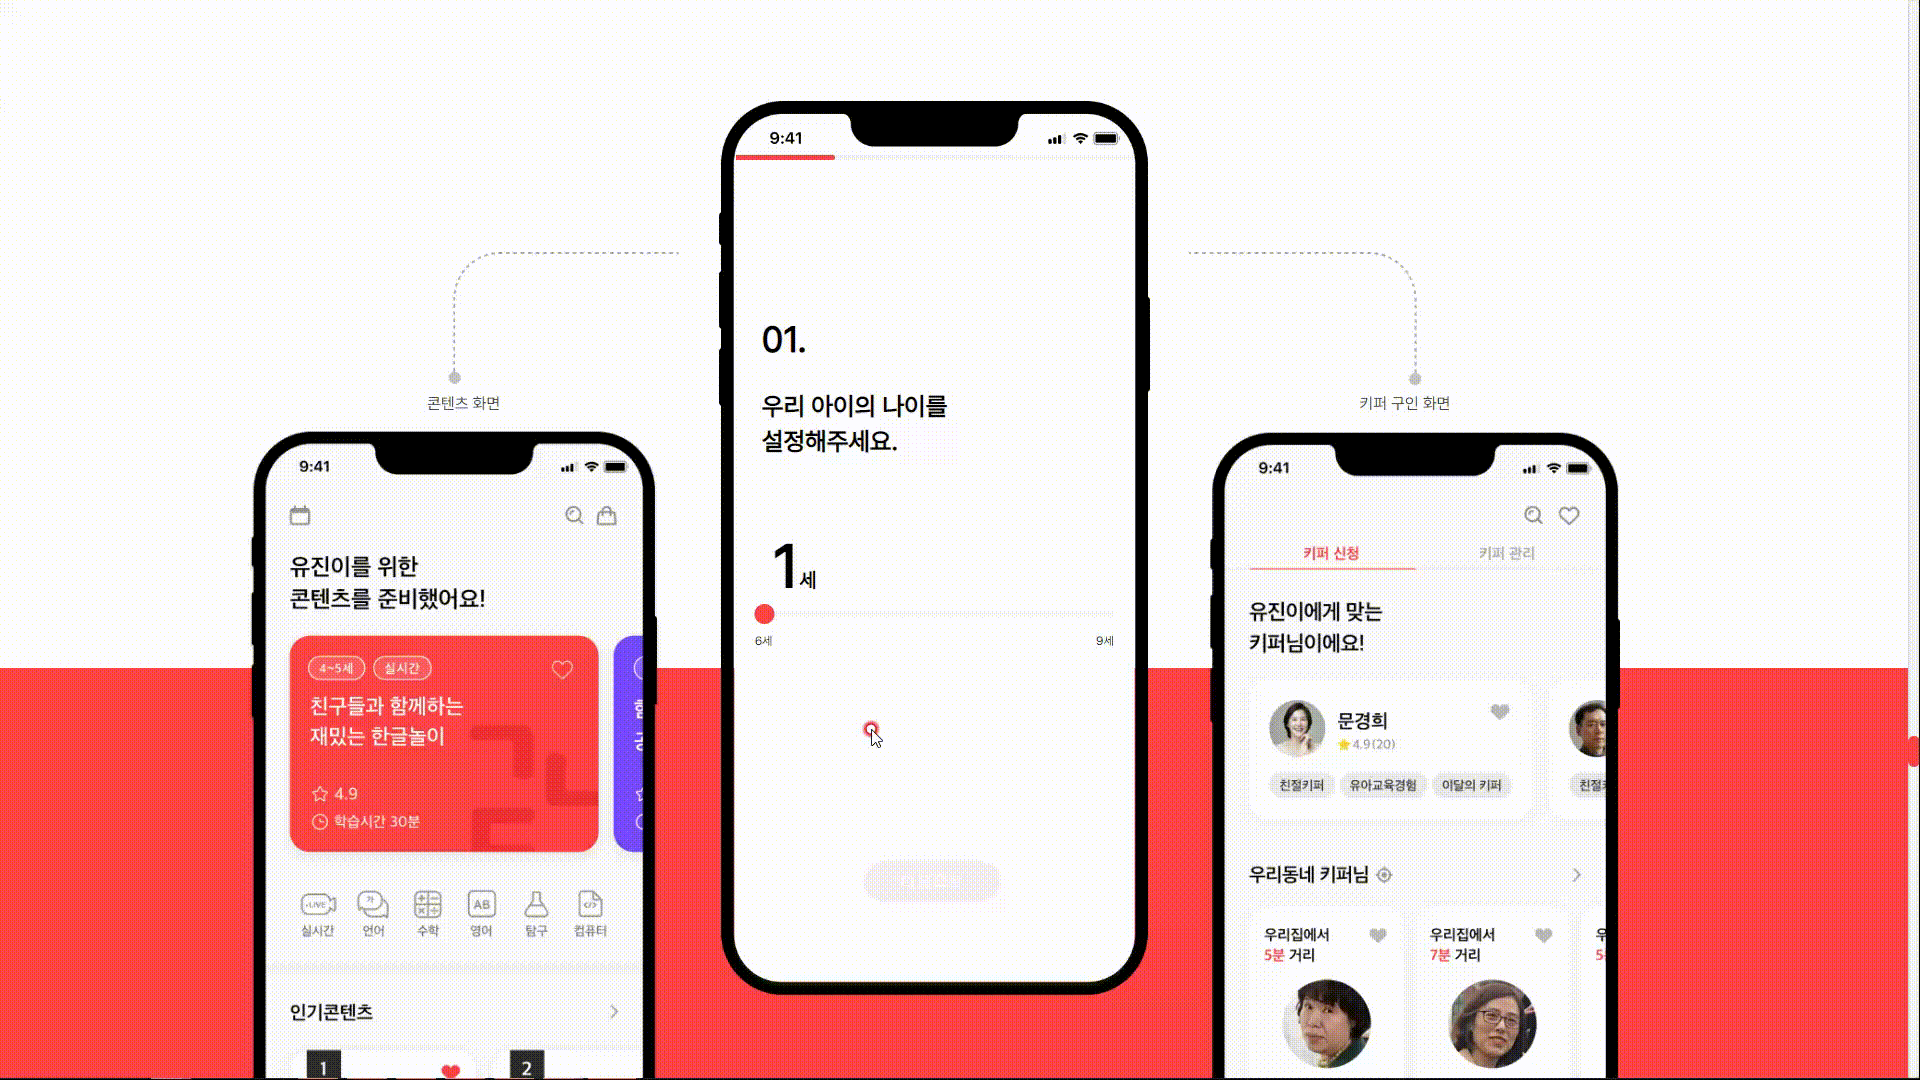 9:41
01.
우리 아이의 나이를
설정해주세요.
1세
6세
9세
콘텐츠 화면
9:41
유진이를 위한
콘텐츠를 준비했어요!
4~5세
실시간
친구들과 함께하는
재밌는 한글놀이
4.9
학습시간 30분
LIVE
가
AB
실시간
언어
수학
영어
탐구
컴퓨터
인기콘텐츠
1
2
키퍼 구인 화면
9:41
키퍼 신청
키퍼 관리
유진이에게 맞는
키퍼님이에요!
문경희
4.9(20)
친절키퍼
유아교육경험
이달의 키퍼
우리동네 키퍼님
우리집에서
5분 거리
우리집에서
7분 거리